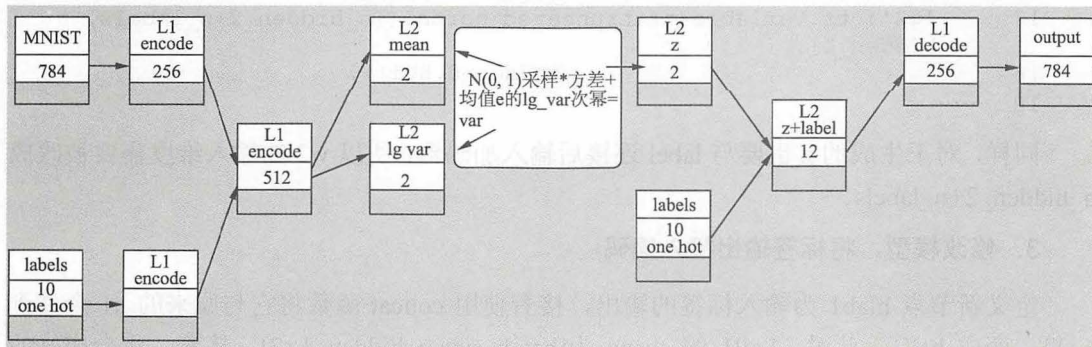 MNIST
784
L1
encode
256
L2
mean
2
N(0, 1)采样*方差+
均值e的lg_var次幂=
var
L2
z
2
L1
decode
256
output
784
L1
encode
512
L2
lg var
2
L2
z+label
12
labels
10
one hot
labels
10
one hot
L1
encode
256